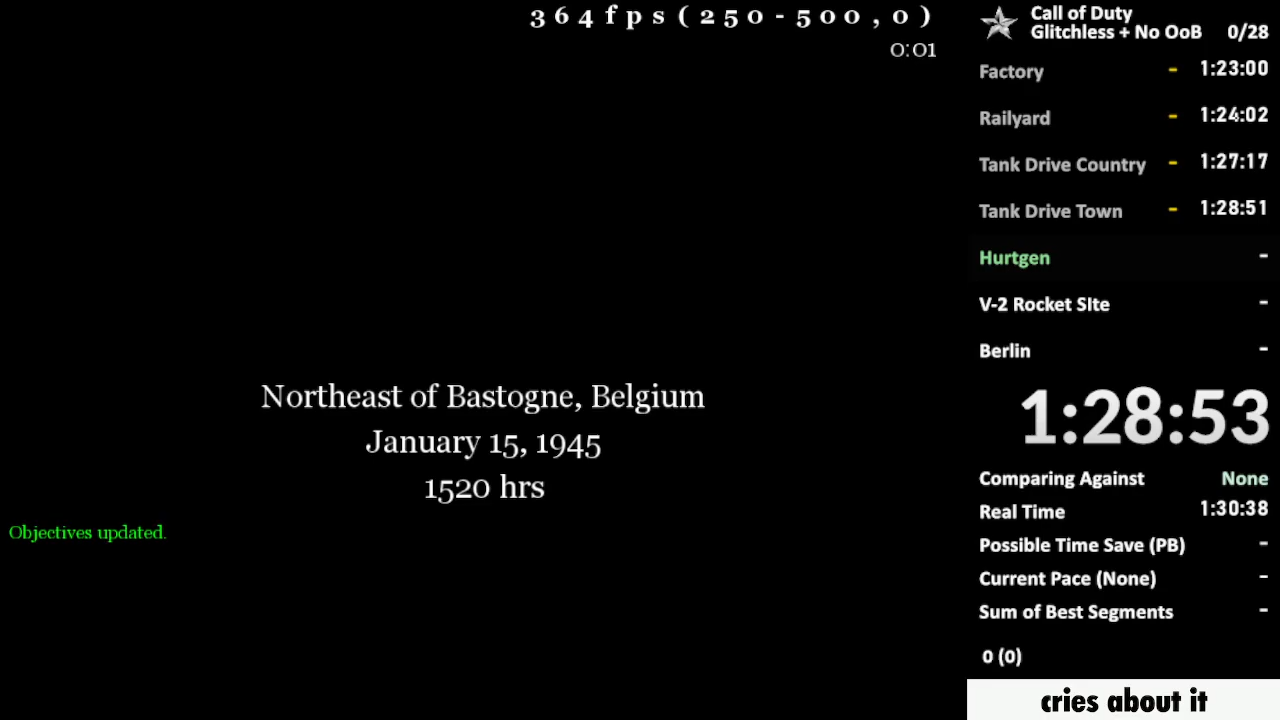 364fps(250-500,0)
0:01
Northeast of Bastogne, Belgium
January 15, 1945
1520 hrs
Objectives updated.
Call of Duty
Glitchless + No OoB 0/28
Factory - 1:23:00
Railyard - 1:24:02
Tank Drive Country - 1:27:17
Tank Drive Town - 1:28:51
Hurtgen -
V-2 Rocket SIte -
Berlin -
1:28:53
Comparing Against None
Real Time 1:30:38
Possible Time Save (PB) -
Current Pace (None) -
Sum of Best Segments -
0 (0)
cries about it